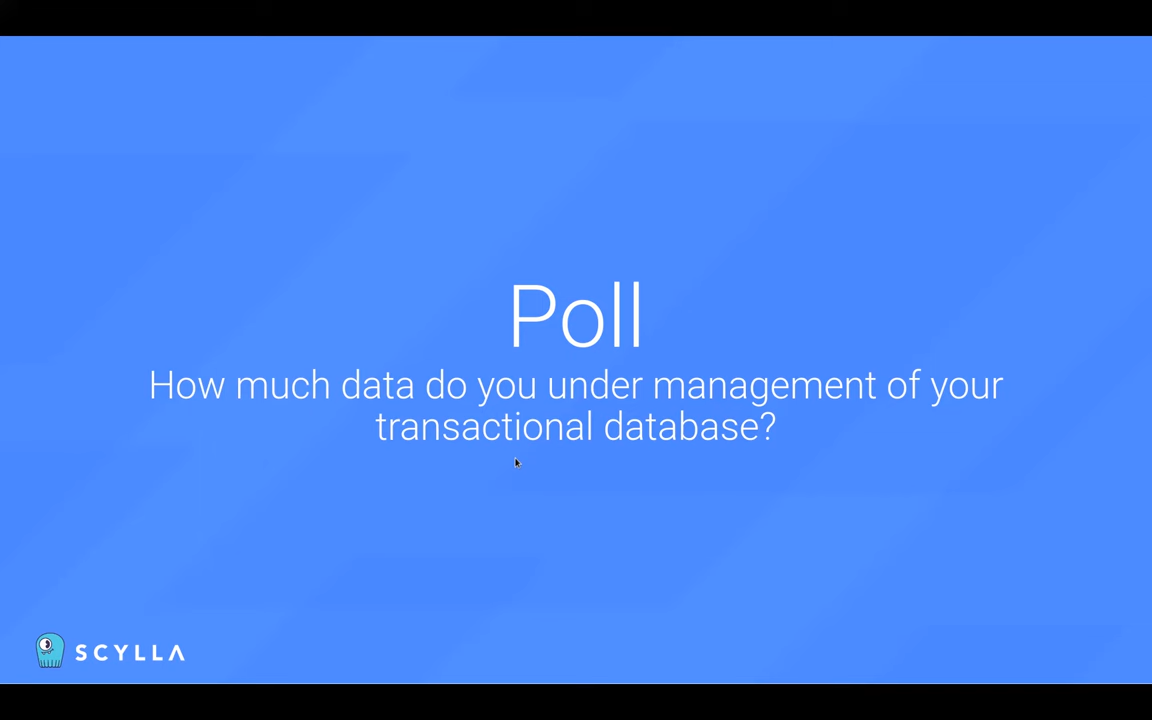 Poll
How much data do you under management of your
transactional database?
SCYLLA